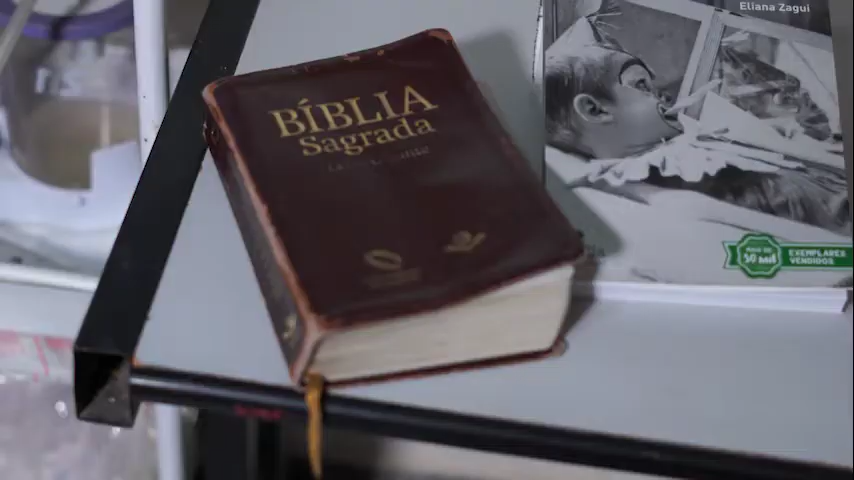 BÍBLIA
Sagrada
Eliana Zagui
MAIS DE
50 mil
EXEMPLARES
VENDIDOS